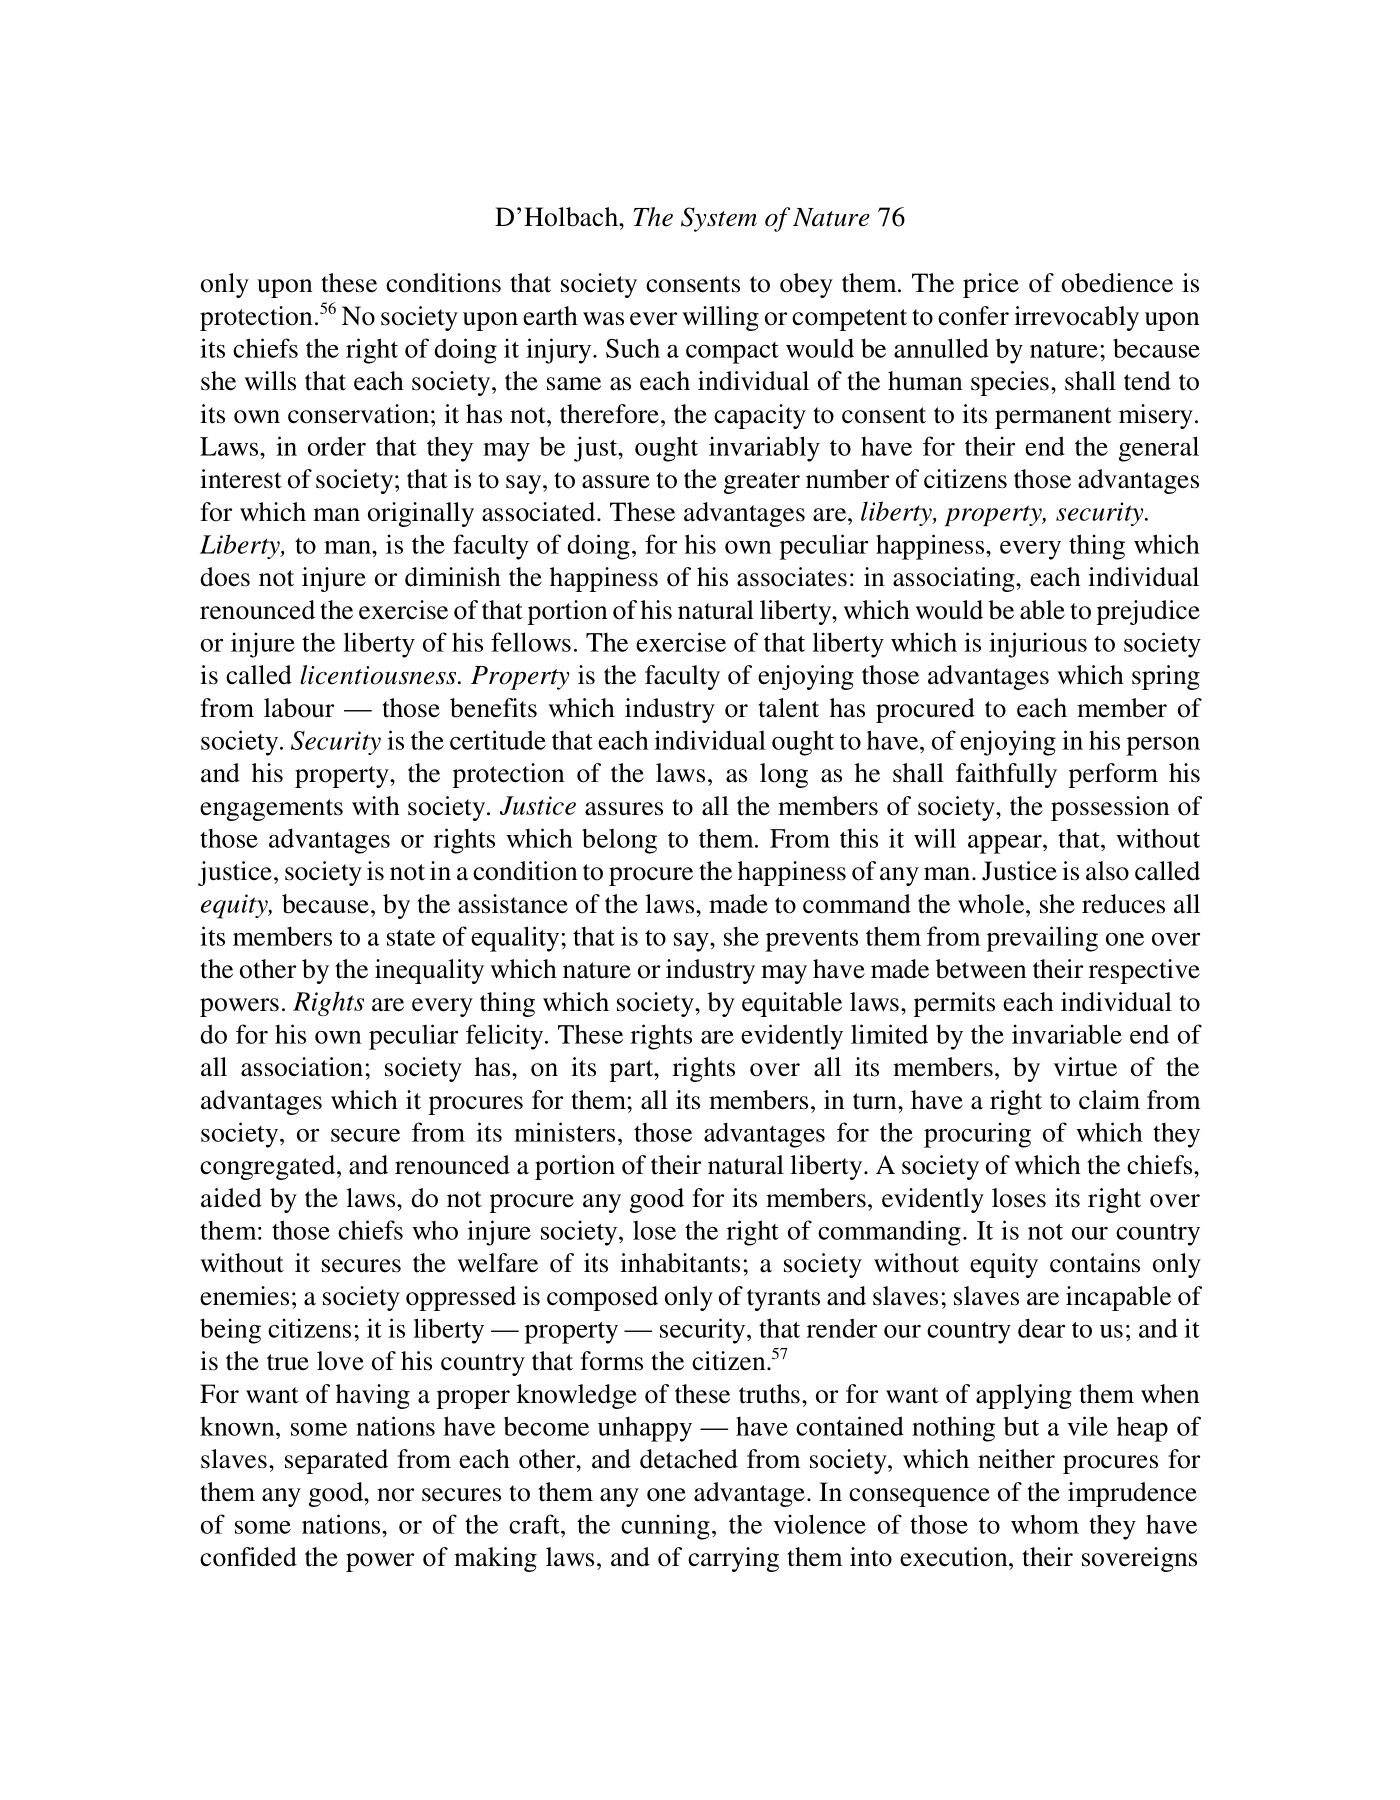 D’Holbach, The System of Nature 76
only upon these conditions that society consents to obey them. The price of obedience is
protection.56 No society upon earth was ever willing or competent to confer irrevocably upon
its chiefs the right of doing it injury. Such a compact would be annulled by nature; because
she wills that each society, the same as each individual of the human species, shall tend to
its own conservation; it has not, therefore, the capacity to consent to its permanent misery.
Laws, in order that they may be just, ought invariably to have for their end the general
interest of society; that is to say, to assure to the greater number of citizens those advantages
for which man originally associated. These advantages are, liberty, property, security.
Liberty, to man, is the faculty of doing, for his own peculiar happiness, every thing which
does not injure or diminish the happiness of his associates: in associating, each individual
renounced the exercise of that portion of his natural liberty, which would be able to prejudice
or injure the liberty of his fellows. The exercise of that liberty which is injurious to society
is called licentiousness. Property is the faculty of enjoying those advantages which spring
from labour — those benefits which industry or talent has procured to each member of
society. Security is the certitude that each individual ought to have, of enjoying in his person
and his property, the protection of the laws, as long as he shall faithfully perform his
engagements with society. Justice assures to all the members of society, the possession of
those advantages or rights which belong to them. From this it will appear, that, without
justice, society is not in a condition to procure the happiness of any man. Justice is also called
equity, because, by the assistance of the laws, made to command the whole, she reduces all
its members to a state of equality; that is to say, she prevents them from prevailing one over
the other by the inequality which nature or industry may have made between their respective
powers. Rights are every thing which society, by equitable laws, permits each individual to
do for his own peculiar felicity. These rights are evidently limited by the invariable end of
all association; society has, on its part, rights over all its members, by virtue of the
advantages which it procures for them; all its members, in turn, have a right to claim from
society, or secure from its ministers, those advantages for the procuring of which they
congregated, and renounced a portion of their natural liberty. A society of which the chiefs,
aided by the laws, do not procure any good for its members, evidently loses its right over
them: those chiefs who injure society, lose the right of commanding. It is not our country
without it secures the welfare of its inhabitants; a society without equity contains only
enemies; a society oppressed is composed only of tyrants and slaves; slaves are incapable of
being citizens; it is liberty — property — security, that render our country dear to us; and it
is the true love of his country that forms the citizen.57
For want of having a proper knowledge of these truths, or for want of applying them when
known, some nations have become unhappy — have contained nothing but a vile heap of
slaves, separated from each other, and detached from society, which neither procures for
them any good, nor secures to them any one advantage. In consequence of the imprudence
of some nations, or of the craft, the cunning, the violence of those to whom they have
confided the power of making laws, and of carrying them into execution, their sovereigns